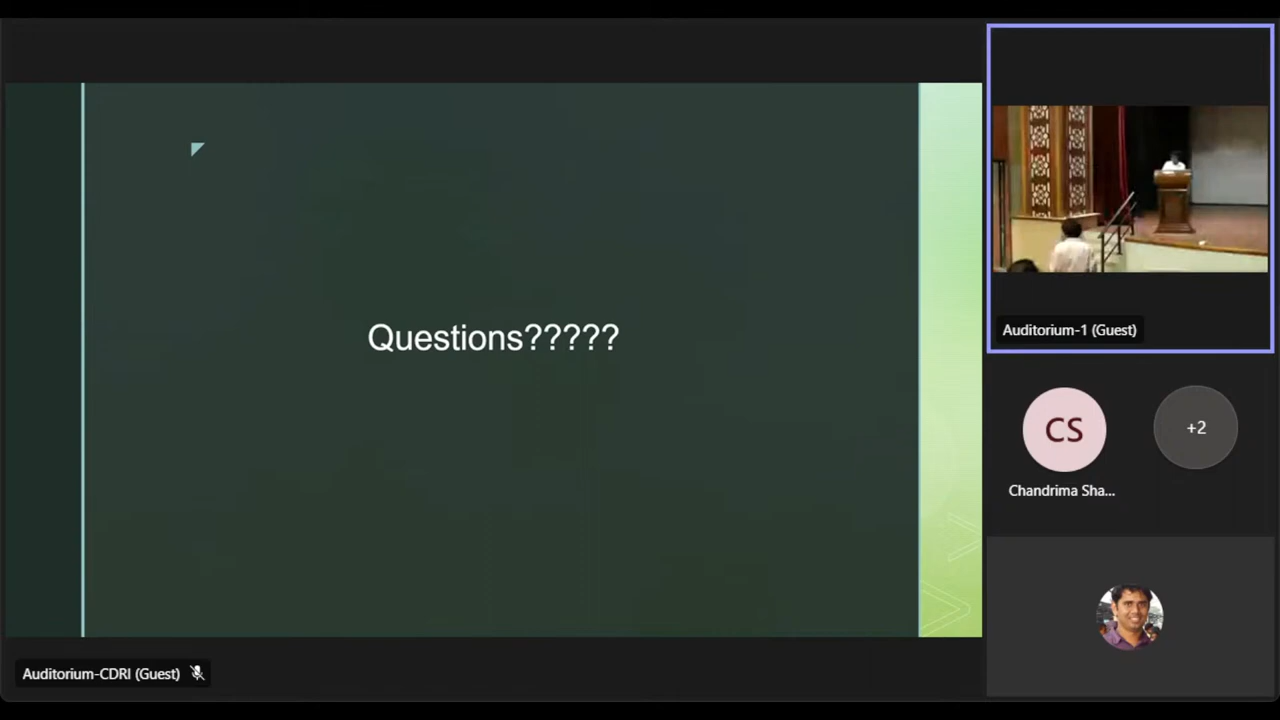 Questions?????
Auditorium-1 (Guest)
CS
+2
Chandrima Sha...
Auditorium-CDRI (Guest)